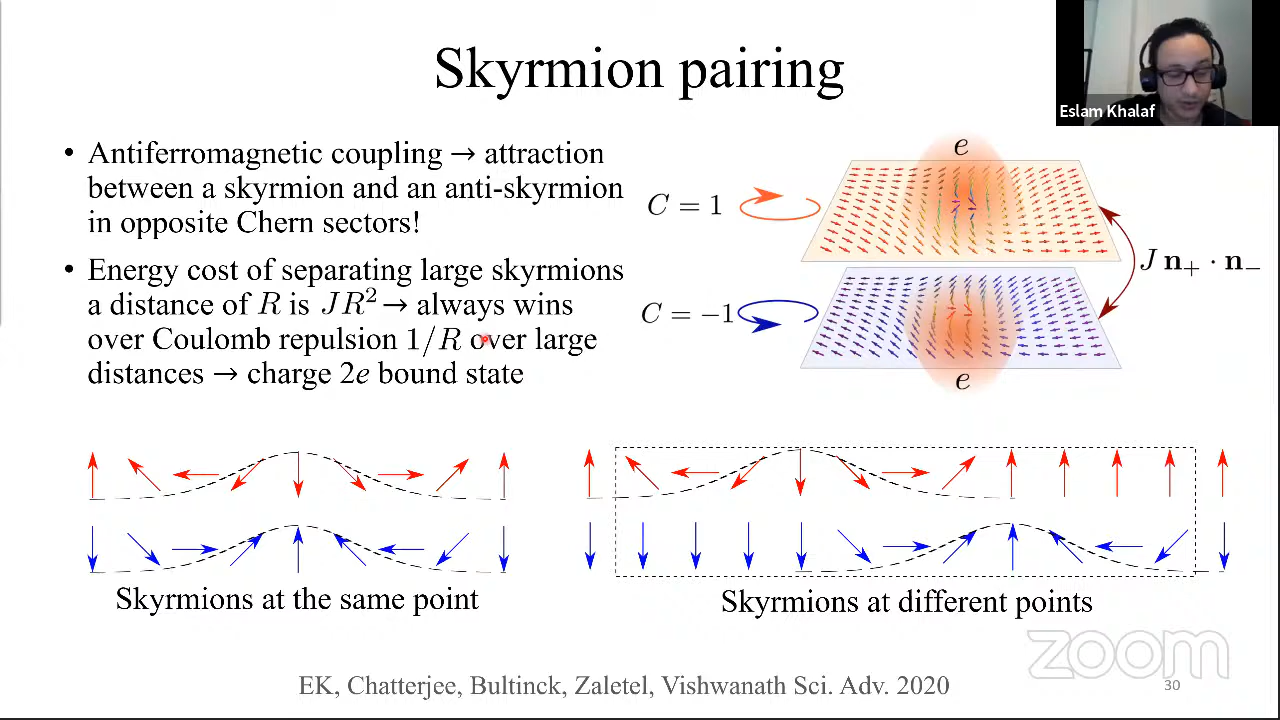 Skyrmion pairing
Eslam Khalaf
• Antiferromagnetic coupling → attraction
between a skyrmion and an anti-skyrmion
in opposite Chern sectors!
• Energy cost of separating large skyrmions
a distance of R is JR² → always wins
over Coulomb repulsion 1/R over large
distances → charge 2e bound state
e
C = 1
J n₊ · n₋
C = −1
e
Skyrmions at the same point
Skyrmions at different points
zoom
EK, Chatterjee, Bultinck, Zaletel, Vishwanath Sci. Adv. 2020
30